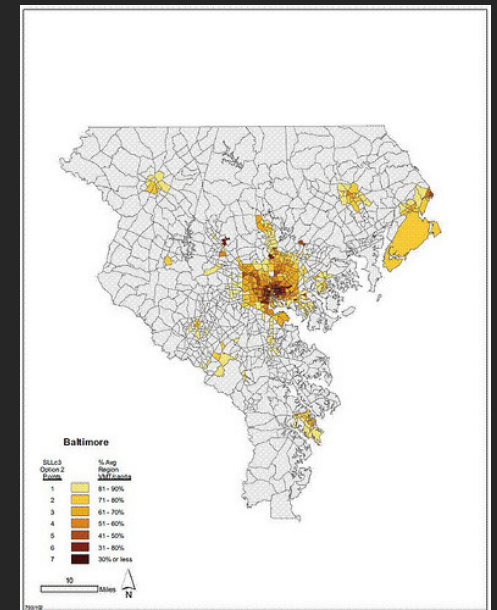 Baltimore
SLLc3
Option 2
Points
% Avg
Region
VMT/capita
1 81 - 90%
2 71 - 80%
3 61 - 70%
4 51 - 60%
5 41 - 50%
6 31 - 80%
7 30% or less
10
Miles
N